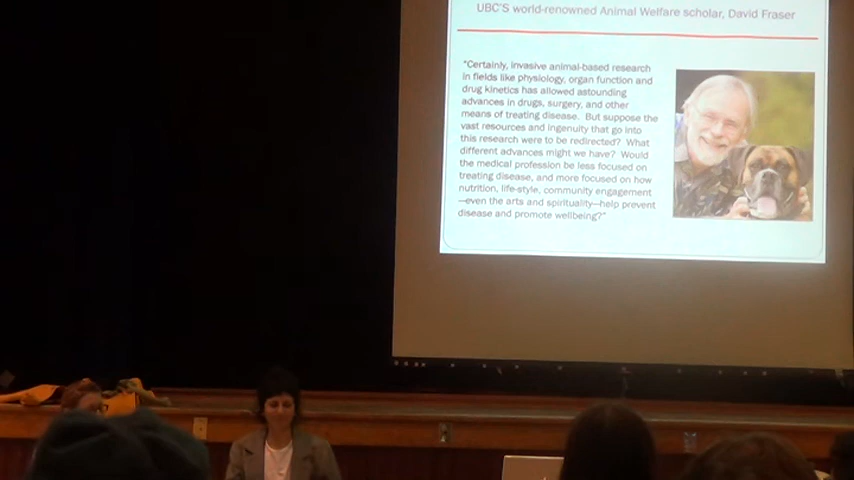 UBC'S world-renowned Animal Welfare scholar, David Fraser
"Certainly, invasive animal-based research
in fields like physiology, organ function and
drug kinetics has allowed astounding
advances in drugs, surgery, and other
means of treating disease. But suppose the
vast resources and ingenuity that go into
this research were to be redirected? What
different advances might we have? Would
the medical profession be less focused on
treating disease, and more focused on how
nutrition, life-style, community engagement
—even the arts and spirituality—help prevent
disease and promote wellbeing?"